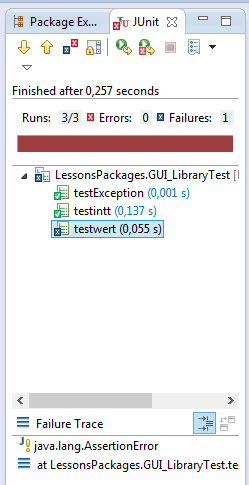 Package Ex...
JUnit
Finished after 0,257 seconds
Runs: 3/3 Errors: 0 Failures: 1
LessonsPackages.GUI_LibraryTest [
testException (0,001 s)
testintt (0,137 s)
testwert (0,055 s)
Failure Trace
java.lang.AssertionError
at LessonsPackages.GUI_LibraryTest.te